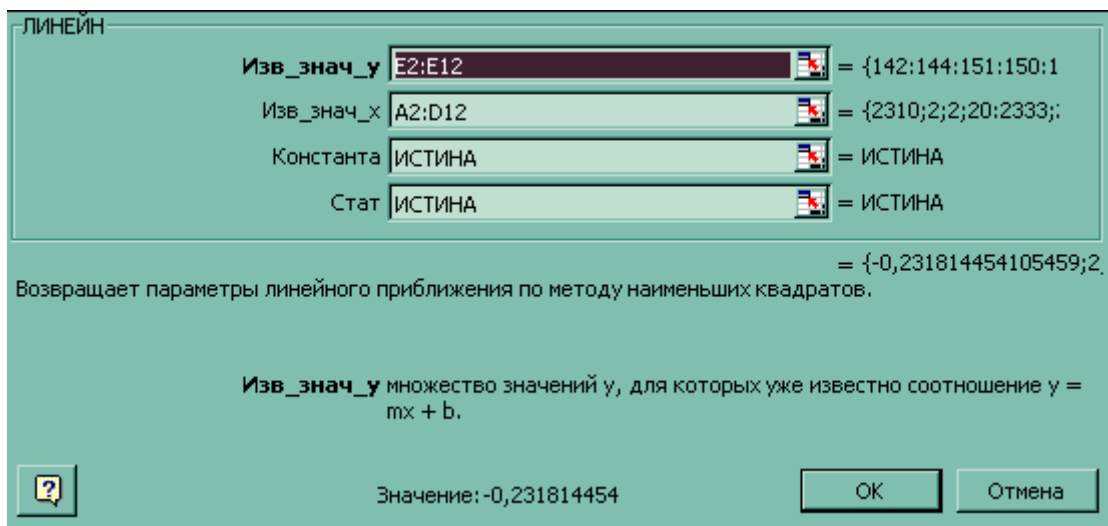 ЛИНЕЙН
Изв_знач_y E2:E12 = {142:144:151:150:1
Изв_знач_x A2:D12 = {2310;2;2;20:2333;
Константа ИСТИНА = ИСТИНА
Стат ИСТИНА = ИСТИНА
= {-0,231814454105459;2
Возвращает параметры линейного приближения по методу наименьших квадратов.
Изв_знач_y множество значений y, для которых уже известно соотношение y =
mx + b.
Значение:-0,231814454
OK
Отмена